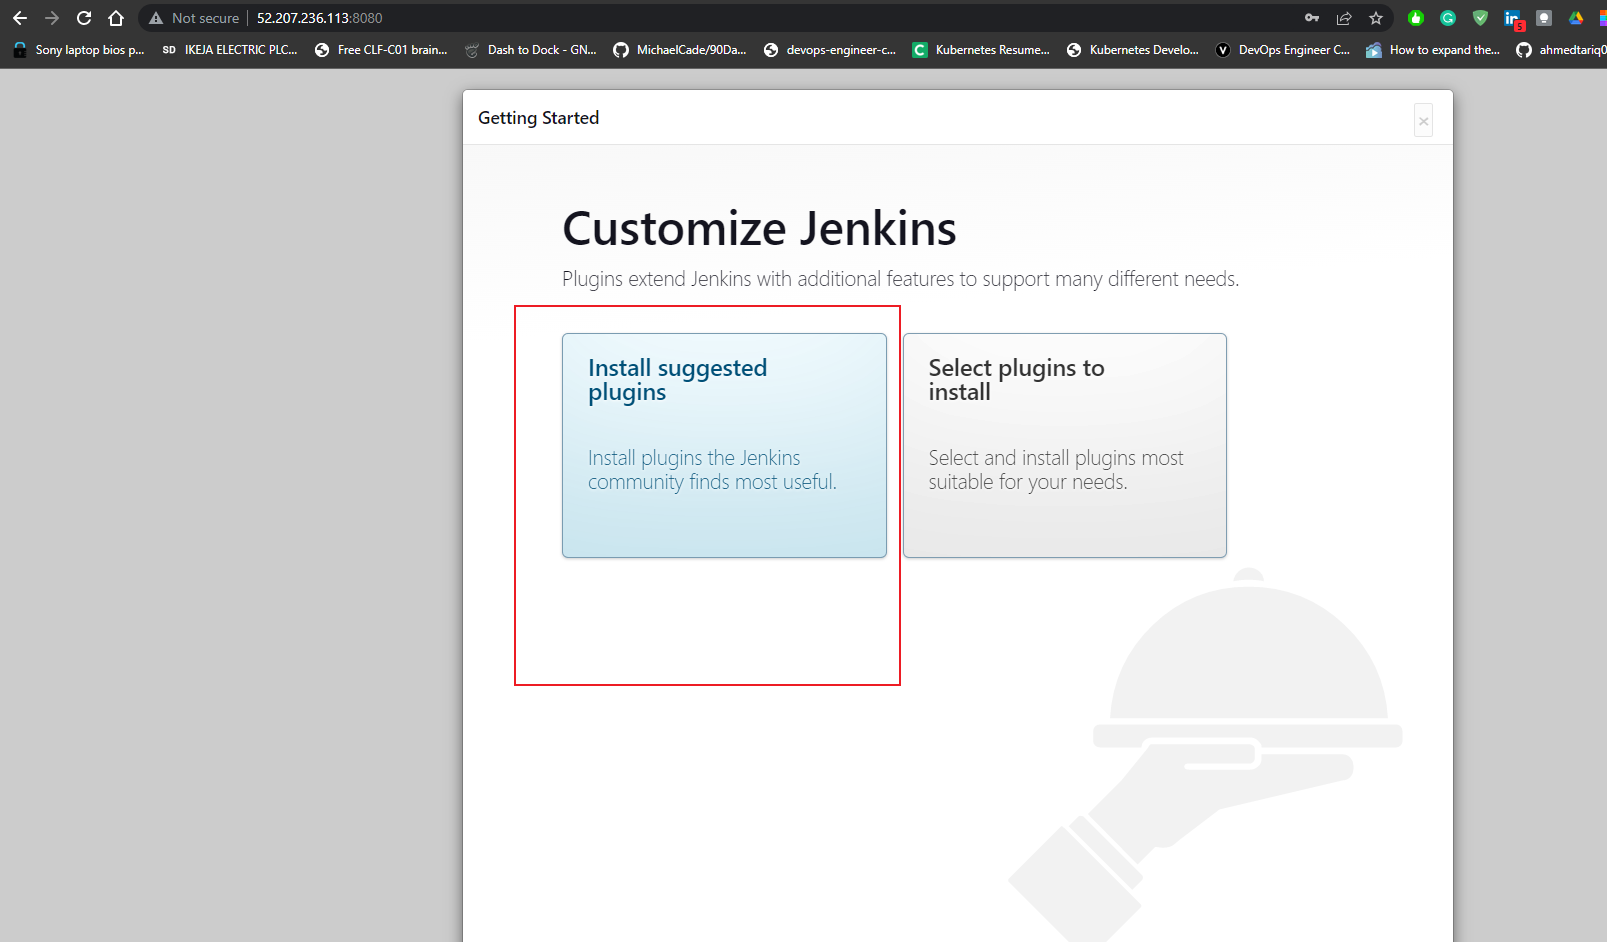 Not secure 52.207.236.113:8080
5
Sony laptop bios p... SD IKEJA ELECTRIC PLC... Free CLF-C01 brain... Dash to Dock - GN... MichaelCade/90Da... devops-engineer-c... C Kubernetes Resume... Kubernetes Develo... V DevOps Engineer C... How to expand the... ahmedtariq0
Getting Started
×
Customize Jenkins
Plugins extend Jenkins with additional features to support many different needs.
Install suggested
plugins
Install plugins the Jenkins
community finds most useful.
Select plugins to
install
Select and install plugins most
suitable for your needs.